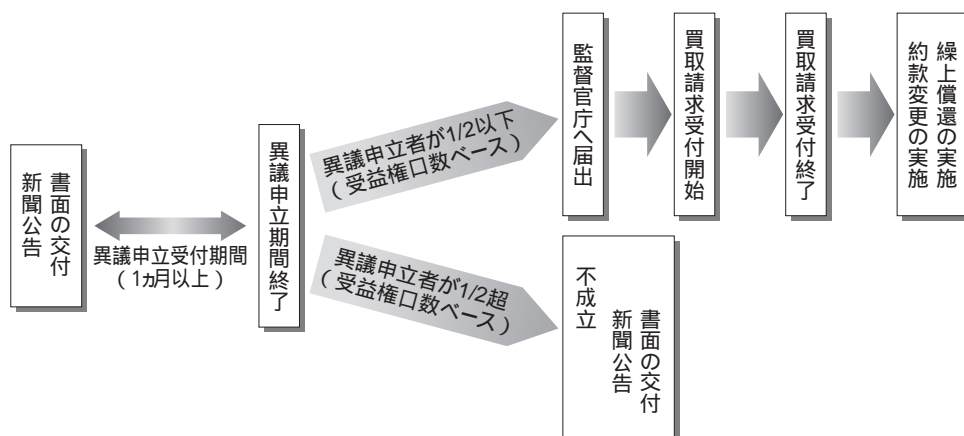 書面の交付
新聞公告
異議申立受付期間
（1ヵ月以上）
異議申立期間終了
異議申立者が1/2以下
（受益権口数ベース）
監督官庁へ届出
買取請求受付開始
買取請求受付終了
繰上償還の実施
約款変更の実施
異議申立者が1/2超
（受益権口数ベース）
書面の交付
新聞公告
不成立